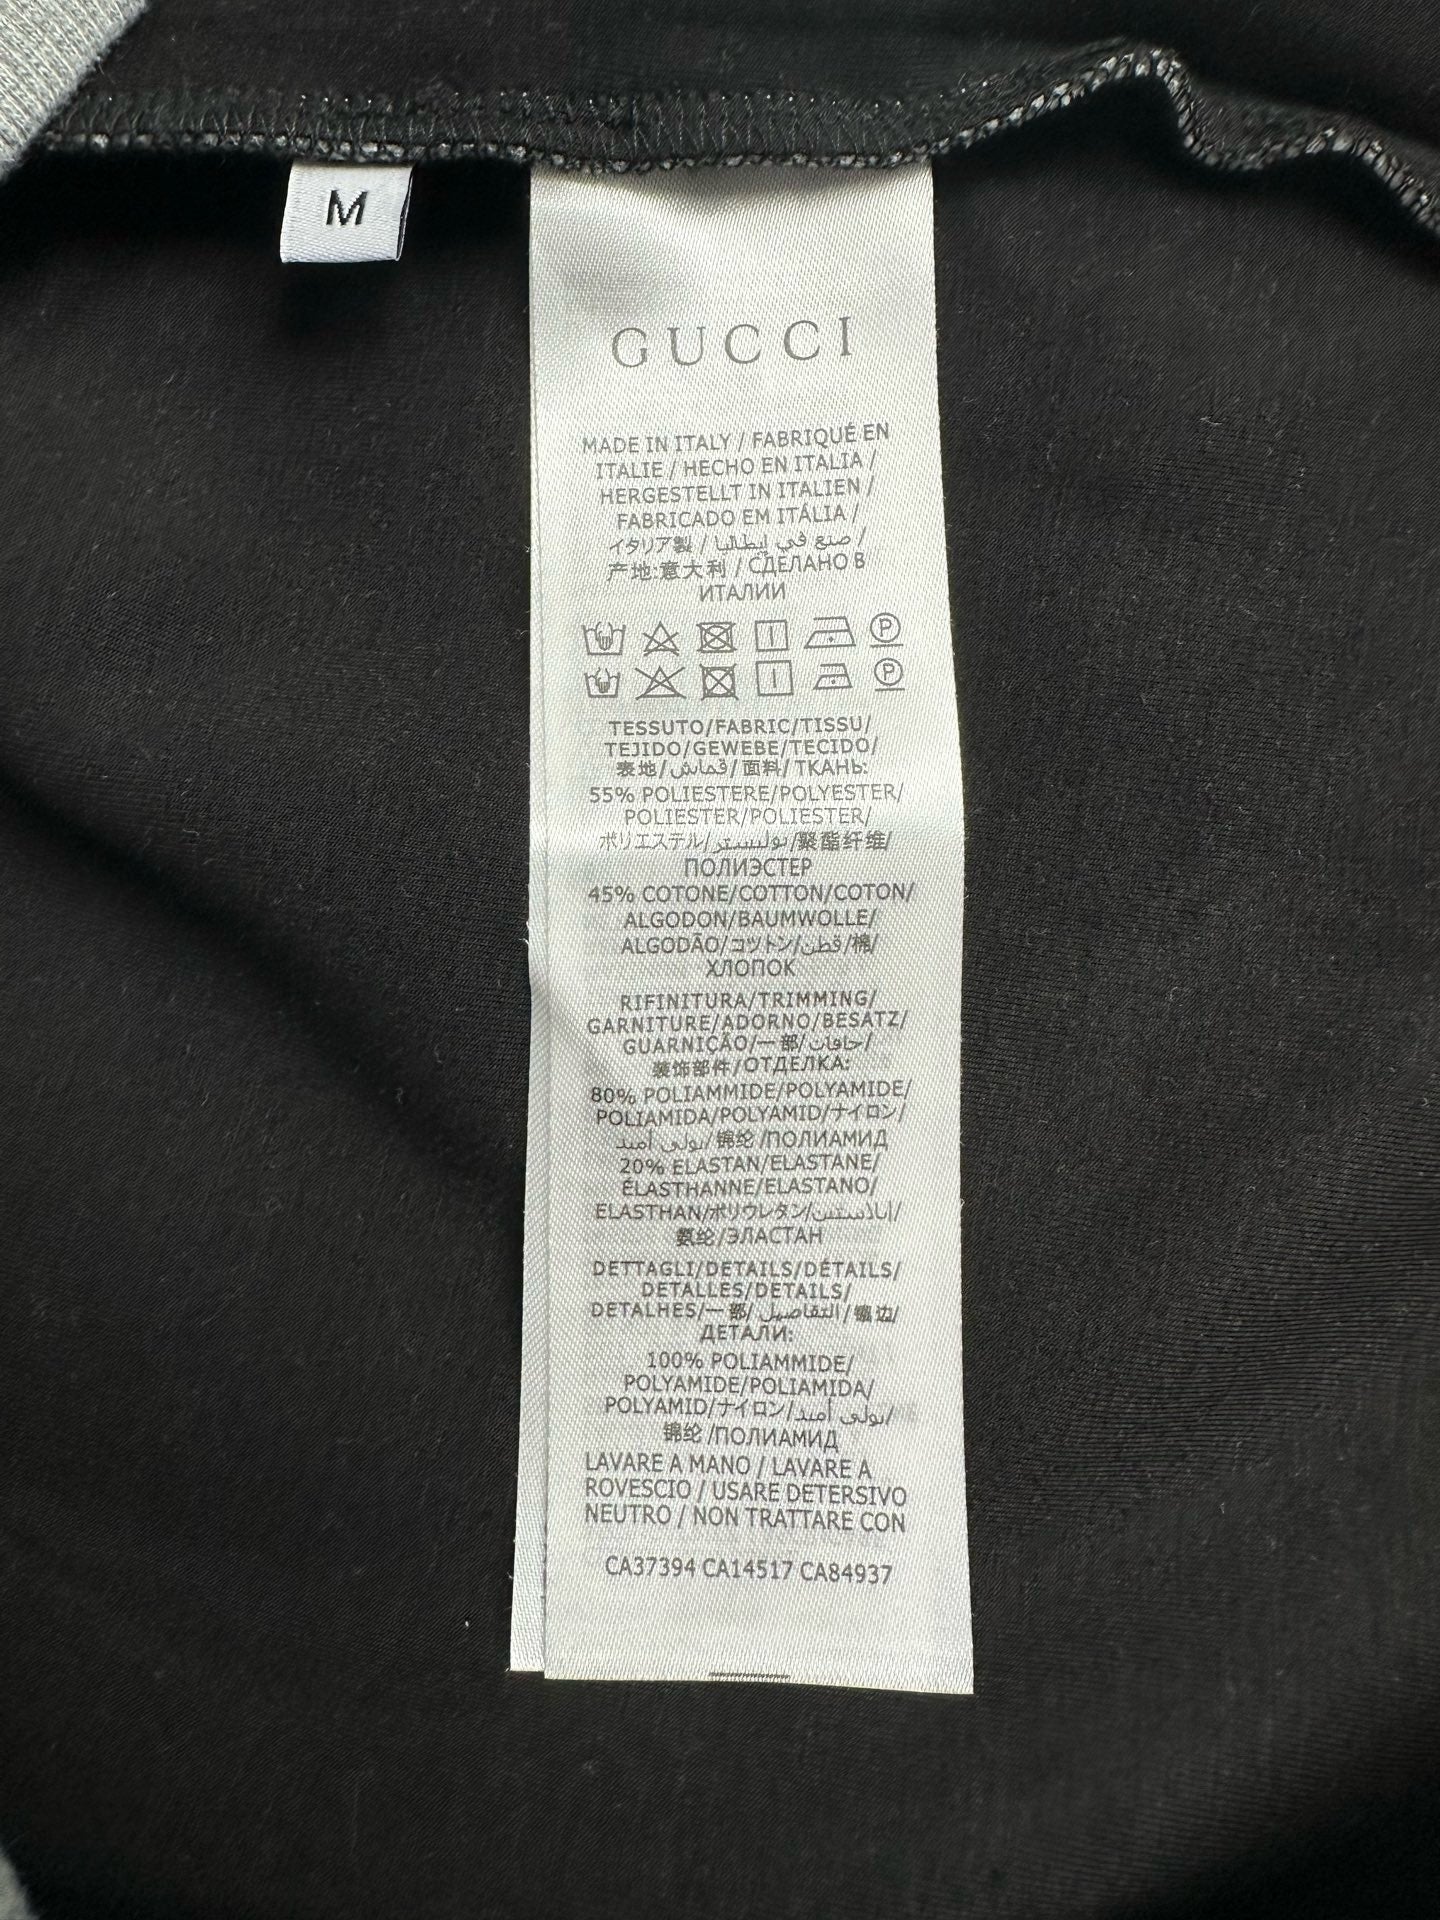 M
GUCCI
MADE IN ITALY / FABRIQUÉ EN
ITALIE / HECHO EN ITALIA /
HERGESTELLT IN ITALIEN /
FABRICADO EM ITÁLIA /
イタリア製 / صنع في إيطاليا /
产地:意大利 / СДЕЛАНО В
ИТАЛИИ
P
P
TESSUTO/FABRIC/TISSU/
TEJIDO/GEWEBE/TECIDO/
表地/قماش/面料/ТКАНЬ:
55% POLIESTERE/POLYESTER/
POLIESTER/POLIESTER/
ポリエステル/بوليستر/聚酯纤维/
ПОЛИЭСТЕР
45% COTONE/COTTON/COTON/
ALGODON/BAUMWOLLE/
ALGODÃO/コットン/قطن/棉/
ХЛОПОК
RIFINITURA/TRIMMING/
GARNITURE/ADORNO/BESATZ/
GUARNIÇÃO/一部/حافات/
装饰部件/ОТДЕЛКА:
80% POLIAMMIDE/POLYAMIDE/
POLIAMIDA/POLYAMID/ナイロン/
بولي أميد/锦纶/ПОЛИАМИД
20% ELASTAN/ELASTANE/
ÉLASTHANNE/ELASTANO/
ELASTHAN/ポリウレタン/إيلاستين/
氨纶/ЭЛАСТАН
DETTAGLI/DETAILS/DÉTAILS/
DETALLES/DETAILS/
DETALHES/一部/التفاصيل/镶边/
ДЕТАЛИ:
100% POLIAMMIDE/
POLYAMIDE/POLIAMIDA/
POLYAMID/ナイロン/بولي أميد/
锦纶/ПОЛИАМИД
LAVARE A MANO / LAVARE A
ROVESCIO / USARE DETERSIVO
NEUTRO / NON TRATTARE CON
CA37394 CA14517 CA84937